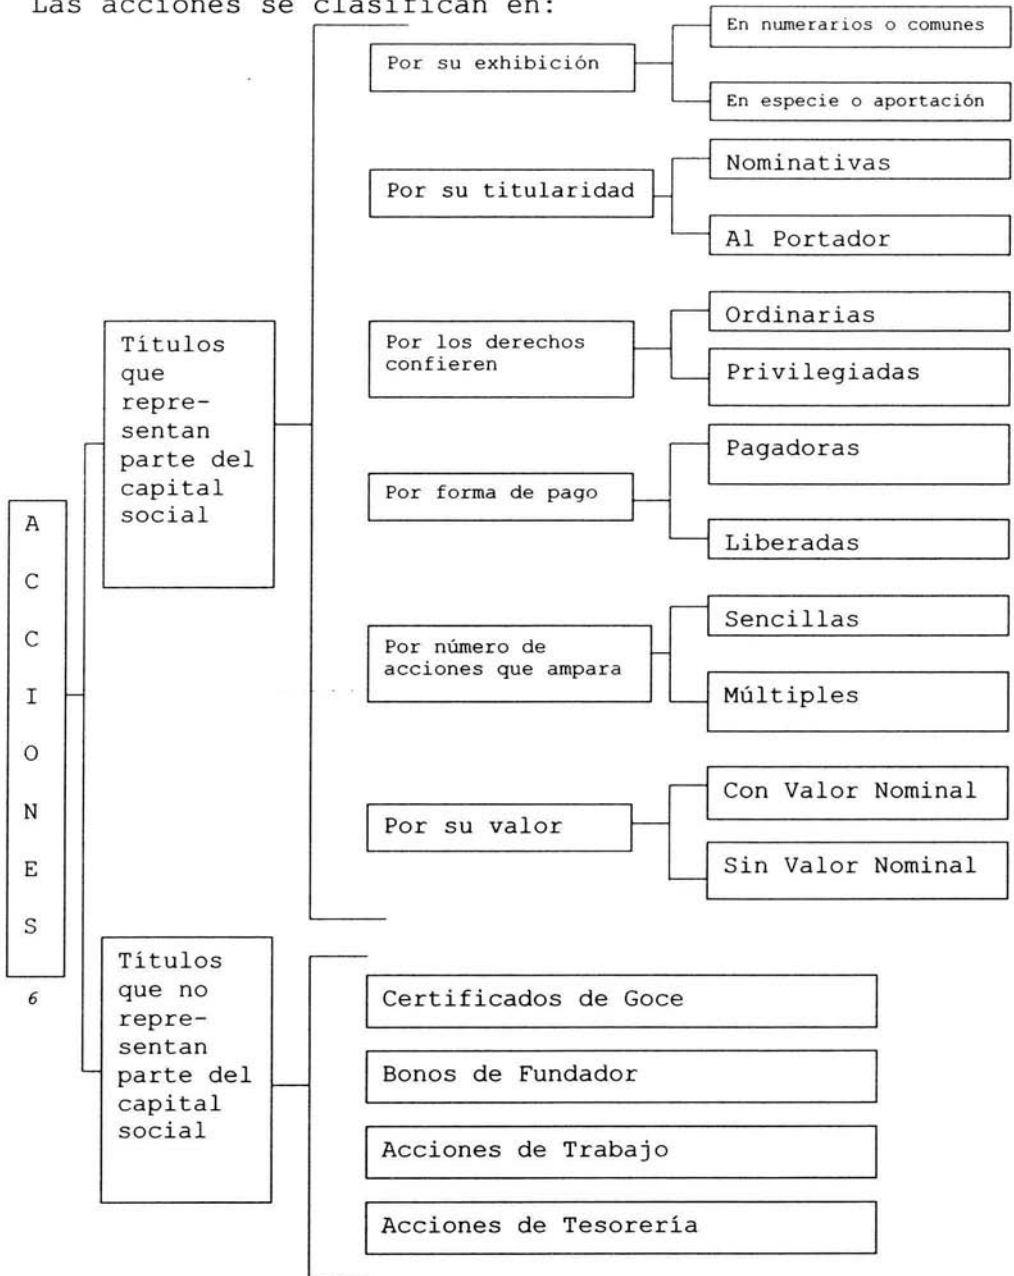 Las acciones se clasifican en:
A
C
C
I
O
N
E
S
6
Títulos
que
repre-
sentan
parte del
capital
social
Por su exhibición
En numerarios o comunes
En especie o aportación
Por su titularidad
Nominativas
Al Portador
Por los derechos
confieren
Ordinarias
Privilegiadas
Por forma de pago
Pagadoras
Liberadas
Por número de
acciones que ampara
Sencillas
Múltiples
Por su valor
Con Valor Nominal
Sin Valor Nominal
Títulos
que no
repre-
sentan
parte del
capital
social
Certificados de Goce
Bonos de Fundador
Acciones de Trabajo
Acciones de Tesorería